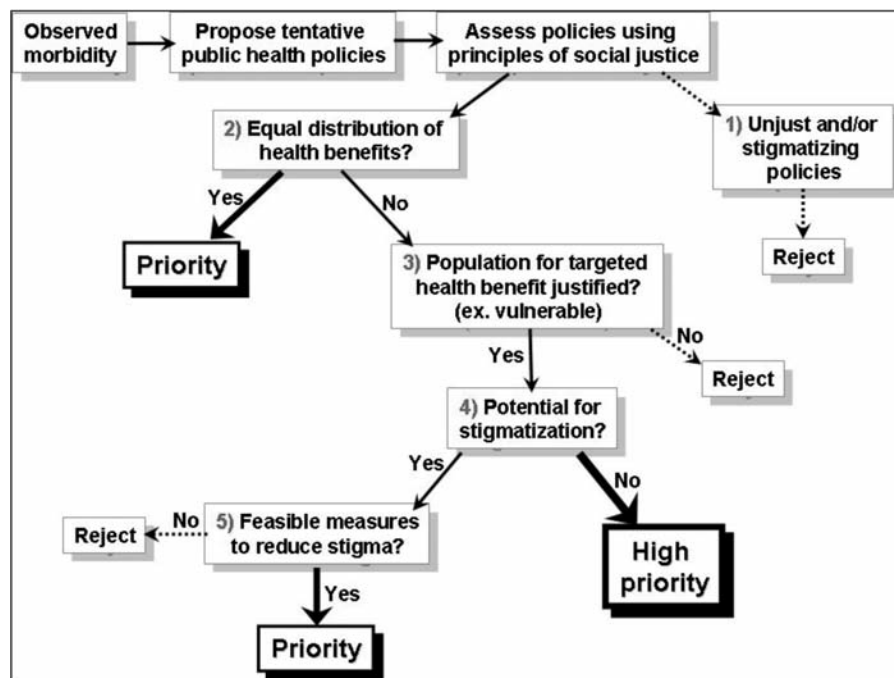 Observed
morbidity
Propose tentative
public health policies
Assess policies using
principles of social justice
2) Equal distribution of
health benefits?
1) Unjust and/or
stigmatizing
policies
Yes
No
Priority
Reject
3) Population for targeted
health benefit justified?
(ex. vulnerable)
Yes
No
Reject
4) Potential for
stigmatization?
Yes
No
Reject
No
5) Feasible measures
to reduce stigma?
High
priority
Yes
Priority